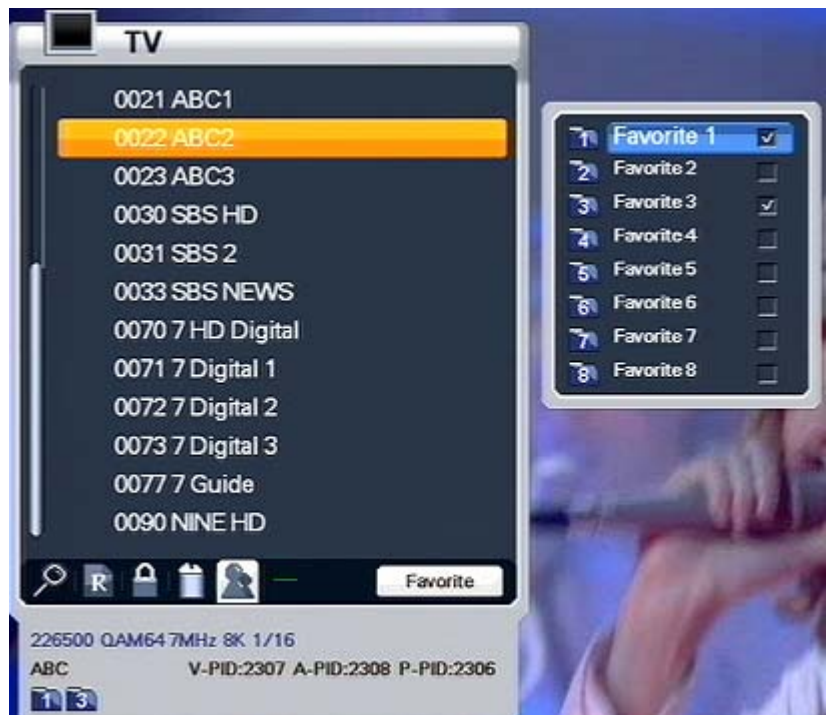 TV
0021 ABC1
0022 ABC2
0023 ABC3
0030 SBS HD
0031 SBS 2
0033 SBS NEWS
0070 7 HD Digital
0071 7 Digital 1
0072 7 Digital 2
0073 7 Digital 3
0077 7 Guide
0090 NINE HD
R
Favorite
226500 QAM64 7MHz 8K 1/16
ABC V-PID:2307 A-PID:2308 P-PID:2306
1 3
1 Favorite 1
2 Favorite 2
3 Favorite 3
4 Favorite 4
5 Favorite 5
6 Favorite 6
7 Favorite 7
8 Favorite 8